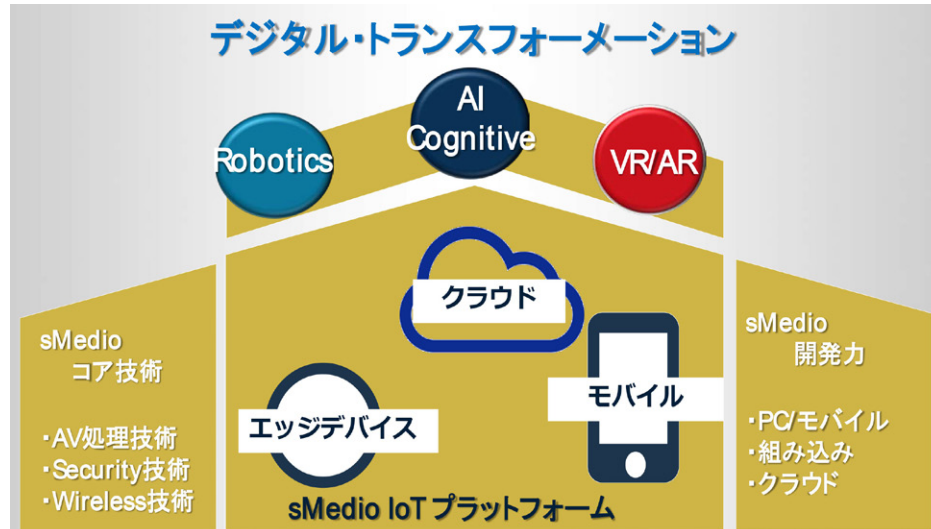 デジタル・トランスフォーメーション
AI
Cognitive
Robotics
VR/AR
クラウド
sMedio
コア技術
・AV処理技術
・Security技術
・Wireless技術
エッジデバイス
モバイル
sMedio IoT プラットフォーム
sMedio
開発力
・PC/モバイル
・組み込み
・クラウド